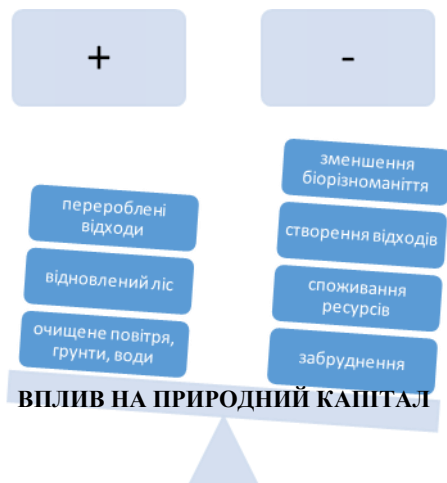 +
-
зменшення
біорізноманіття
перероблені
відходи
створення відходів
відновлений ліс
споживання
ресурсів
очищене повітря,
грунти, води
забруднення
ВПЛИВ НА ПРИРОДНИЙ КАПІТАЛ